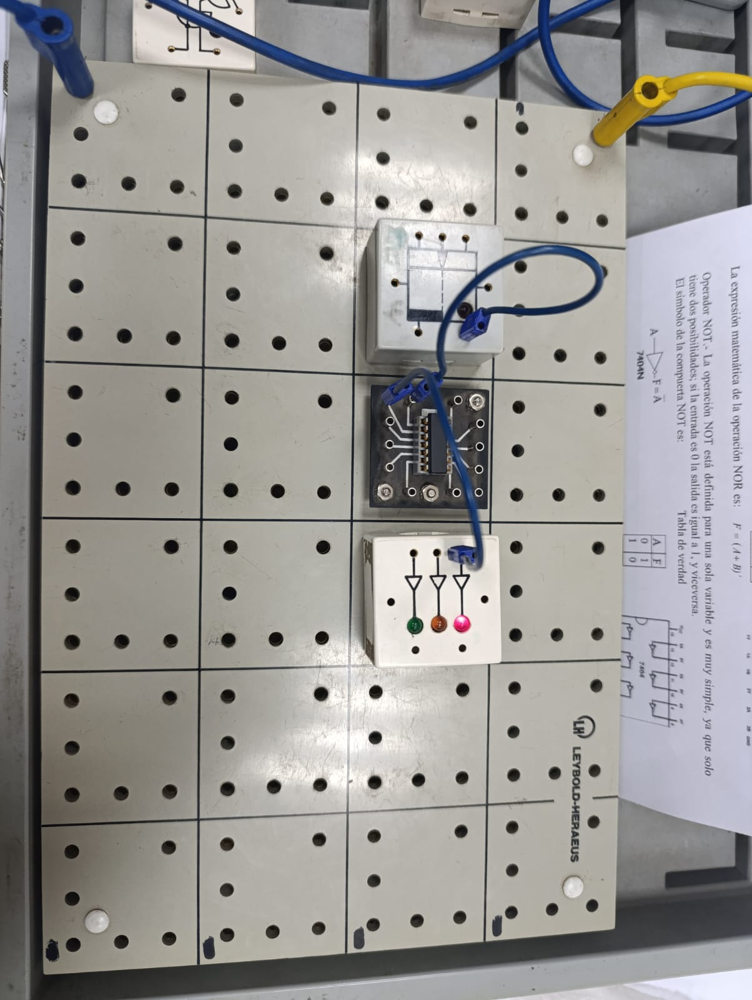 La expresión matemática de la operación NOR es: F = (A + B)'
Operador NOT.- La operación NOT está definida para una sola variable y es muy simple, ya que solo
tiene dos posibilidades; si la entrada es 0 la salida es igual a 1, y viceversa.
El símbolo de la compuerta NOT es: Tabla de verdad
A F = A̅
7404N
A F
0 1
1 0
7404
LH LEYBOLD-HERAEUS